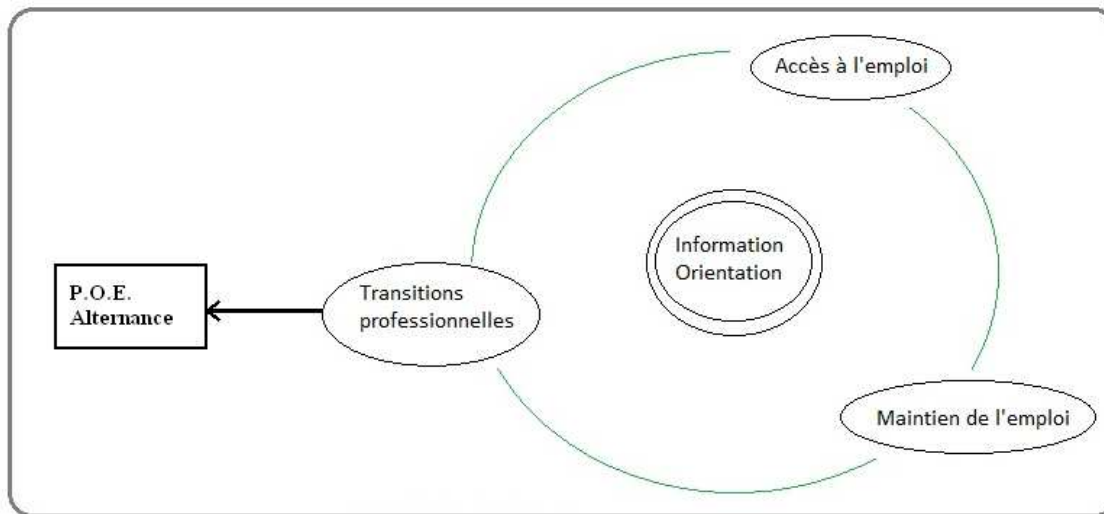 Accès à l'emploi
Information
Orientation
P.O.E.
Alternance
Transitions
professionnelles
Maintien de l'emploi